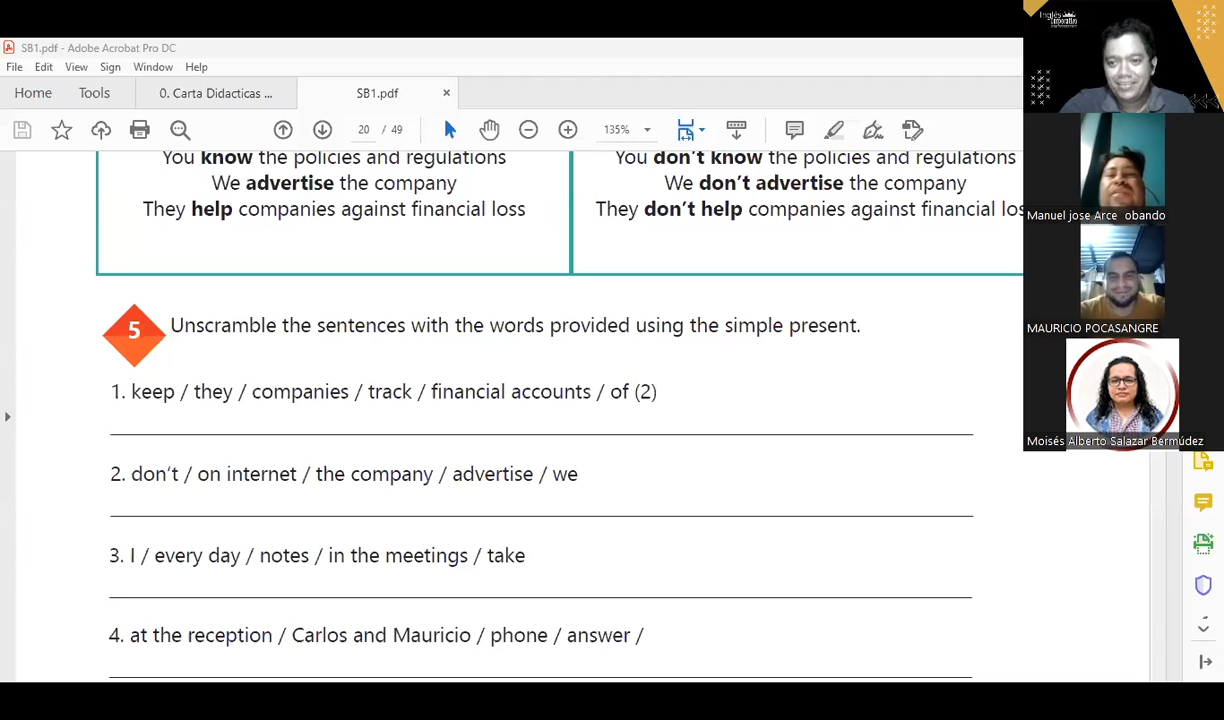 Inglés
Corporativo
SB1.pdf - Adobe Acrobat Pro DC
File Edit View Sign Window Help
Home Tools 0. Carta Didacticas ... SB1.pdf ×
20 / 49 135%
You know the policies and regulations
We advertise the company
They help companies against financial loss
You don't know the policies and regulations
We don't advertise the company
They don't help companies against financial los
5 Unscramble the sentences with the words provided using the simple present.
1. keep / they / companies / track / financial accounts / of (2)
2. don't / on internet / the company / advertise / we
3. I / every day / notes / in the meetings / take
4. at the reception / Carlos and Mauricio / phone / answer /
Manuel jose Arce obando
MAURICIO POCASANGRE
Moisés Alberto Salazar Bermúdez